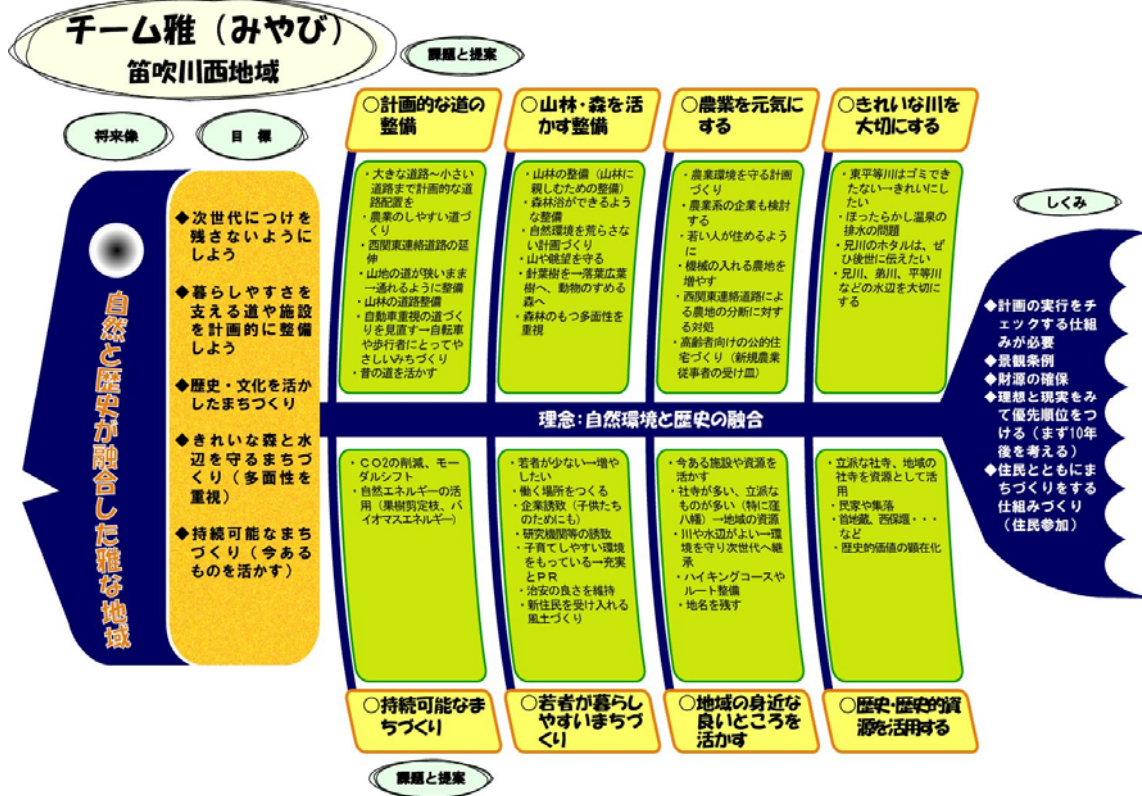 チーム雅（みやび）
笛吹川西地域
課題と提案
将来像
目 標
しくみ
自然と歴史が融合した雅な地域
◆次世代につけを
残さないように
しよう
◆暮らしやすさを
支える道や施設
を計画的に整備
しよう
◆歴史・文化を活か
したまちづくり
◆きれいな森と水
辺を守るまちづ
くり（多面性を
重視）
◆持続可能なまち
づくり（今ある
ものを活かす）
○計画的な道の
整備
・大きな道路～小さい
道路まで計画的な道
路配置を
・農業のしやすい道づ
くり
・西関東連絡道路の延
伸
・山地の道が狭いまま
→通れるように整備
・山林の道路整備
・自動車重視の道づく
りを見直す→自転車
や歩行者にとってや
さしいみちづくり
・昔の道を活かす
○山林・森を活
かす整備
・山林の整備（山林に
親しむための整備）
・森林浴ができるよう
な整備
・自然環境を荒らさな
い計画づくり
・山や眺望を守る
・針葉樹を→落葉広葉
樹へ、動物のすめる
森へ
・森林のもつ多面性を
重視
○農業を元気に
する
・農業環境を守る計画
づくり
・農業系の企業も検討
する
・若い人が住めるよう
に
・機械の入れる農地を
増やす
・西関東連絡道路によ
る農地の分断に対す
る対処
・高齢者向けの公的住
宅づくり（新規農業
従事者の受け皿）
○きれいな川を
大切にする
・東平等川はゴミでき
たない→きれいにし
たい
・ほったらかし温泉の
排水の問題
・兄川のホタルは、ぜ
ひ後世に伝えたい
・兄川、弟川、平等川
などの水辺を大切に
する
理念：自然環境と歴史の融合
・ＣＯ２の削減、モー
ダルシフト
・自然エネルギーの活
用（果樹剪定枝、バ
イオマスエネルギー）
○持続可能なま
ちづくり
・若者が少ない→増や
したい
・働く場所をつくる
・企業誘致（子供たち
のためにも）
・研究機関等の誘致
・子育てしやすい環境
をもっている→充実
とＰＲ
・治安の良さを維持
・新住民を受け入れる
風土づくり
○若者が暮らし
やすいまちづ
くり
・今ある施設や資源を
活かす
・社寺が多い、立派な
ものが多い（特に窪
八幡）→地域の資源
・川や水辺がよい→環
境を守り次世代へ継
承
・ハイキングコースや
ルート整備
・地名を残す
○地域の身近な
良いところを
活かす
・立派な社寺、地域の
社寺を資源として活
用
・民家や集落
・首地蔵、西保堰・・・
など
・歴史的価値の顕在化
○歴史・歴史的資
源を活用する
◆計画の実行をチ
ェックする仕組
みが必要
◆景観条例
◆財源の確保
◆理想と現実をみ
て優先順位をつ
ける（まず10年
後を考える）
◆住民とともにま
ちづくりをする
仕組みづくり
（住民参加）
課題と提案